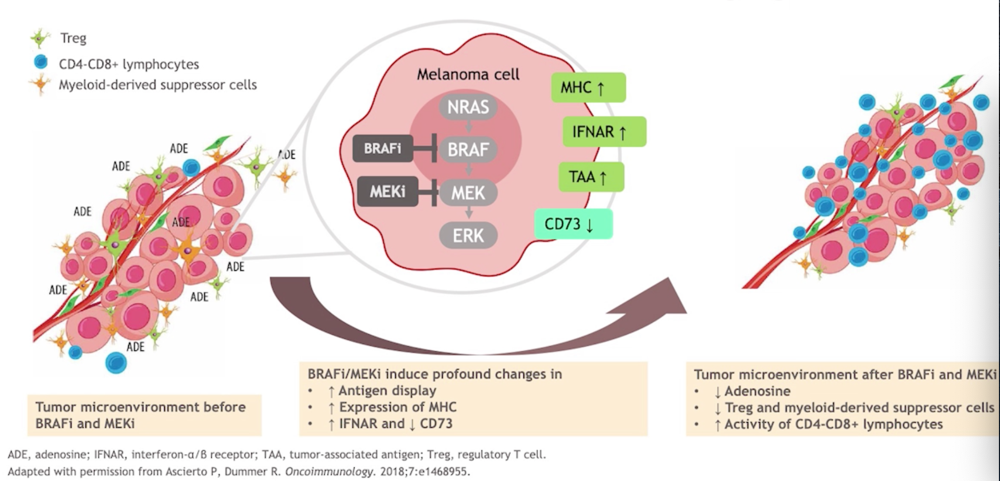 Treg
CD4-CD8+ lymphocytes
Myeloid-derived suppressor cells
ADE
ADE
ADE
ADE
ADE
ADE
ADE
ADE
ADE
Melanoma cell
NRAS
BRAFi
BRAF
MEKi
MEK
ERK
MHC ↑
IFNAR ↑
TAA ↑
CD73 ↓
Tumor microenvironment before
BRAFi and MEKi
BRAFi/MEKi induce profound changes in
• ↑ Antigen display
• ↑ Expression of MHC
• ↑ IFNAR and ↓ CD73
Tumor microenvironment after BRAFi and MEKi
• ↓ Adenosine
• ↓ Treg and myeloid-derived suppressor cells
• ↑ Activity of CD4-CD8+ lymphocytes
ADE, adenosine; IFNAR, interferon-α/ß receptor; TAA, tumor-associated antigen; Treg, regulatory T cell.
Adapted with permission from Ascierto P, Dummer R. Oncoimmunology. 2018;7:e1468955.